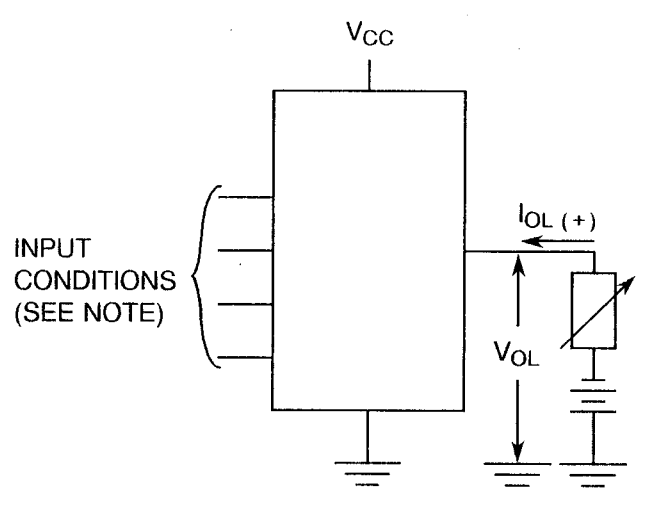 VCC
IOL (+)
INPUT
CONDITIONS
(SEE NOTE)
VOL